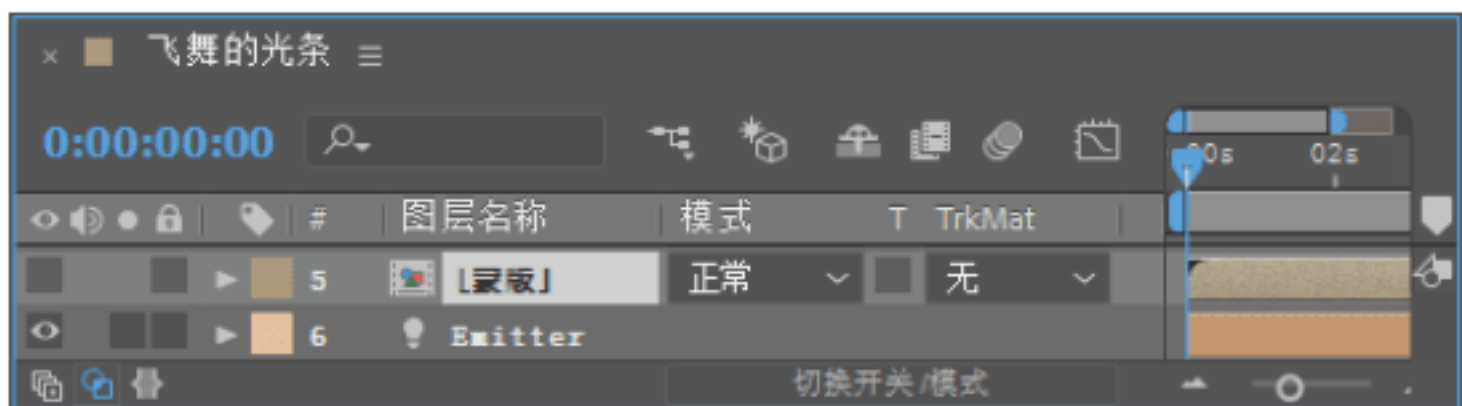 × 飞舞的光条 ≡
0:00:00:00
00s 02s
# 图层名称 模式 T TrkMat
5 [蒙版] 正常 无
6 Emitter
切换开关/模式